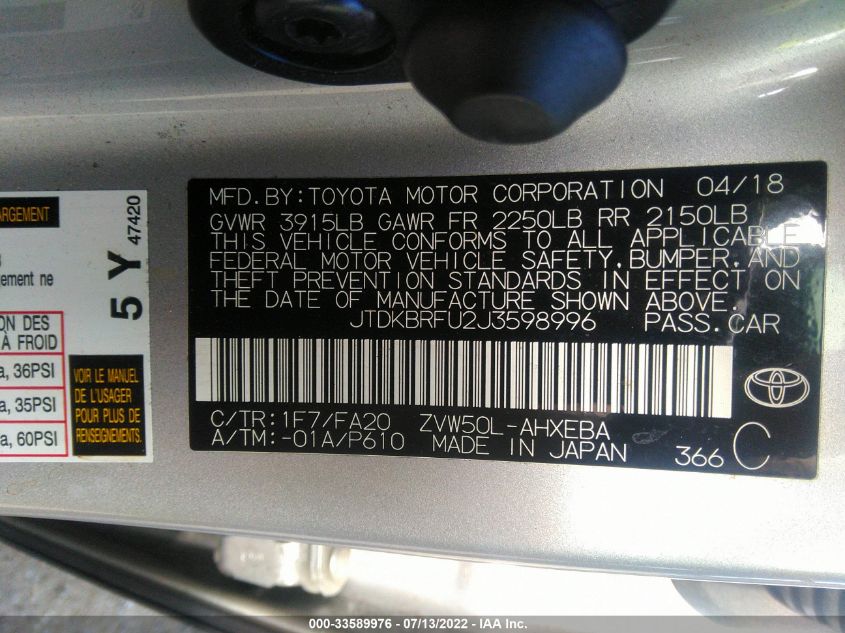 MFD.BY:TOYOTA MOTOR CORPORATION 04/18
GVWR 3915LB GAWR FR 2250LB RR 2150LB
THIS VEHICLE CONFORMS TO ALL APPLICABLE
FEDERAL MOTOR VEHICLE SAFETY,BUMPER,AND
THEFT PREVENTION STANDARDS IN EFFECT ON
THE DATE OF MANUFACTURE SHOWN ABOVE.
JTDKBRFU2J3598996 PASS.CAR
C/TR:1F7/FA20 ZVW50L-AHXEBA
A/TM:-01A/P610 MADE IN JAPAN 366 C
ARGEMENT
rement ne
5 Y 47420
ON DES
À FROID
a, 36PSI
a, 35PSI
a, 60PSI
VOIR LE MANUEL
DE L'USAGER
POUR PLUS DE
RENSEIGNEMENTS.
000-33589976 - 07/13/2022 - IAA Inc.